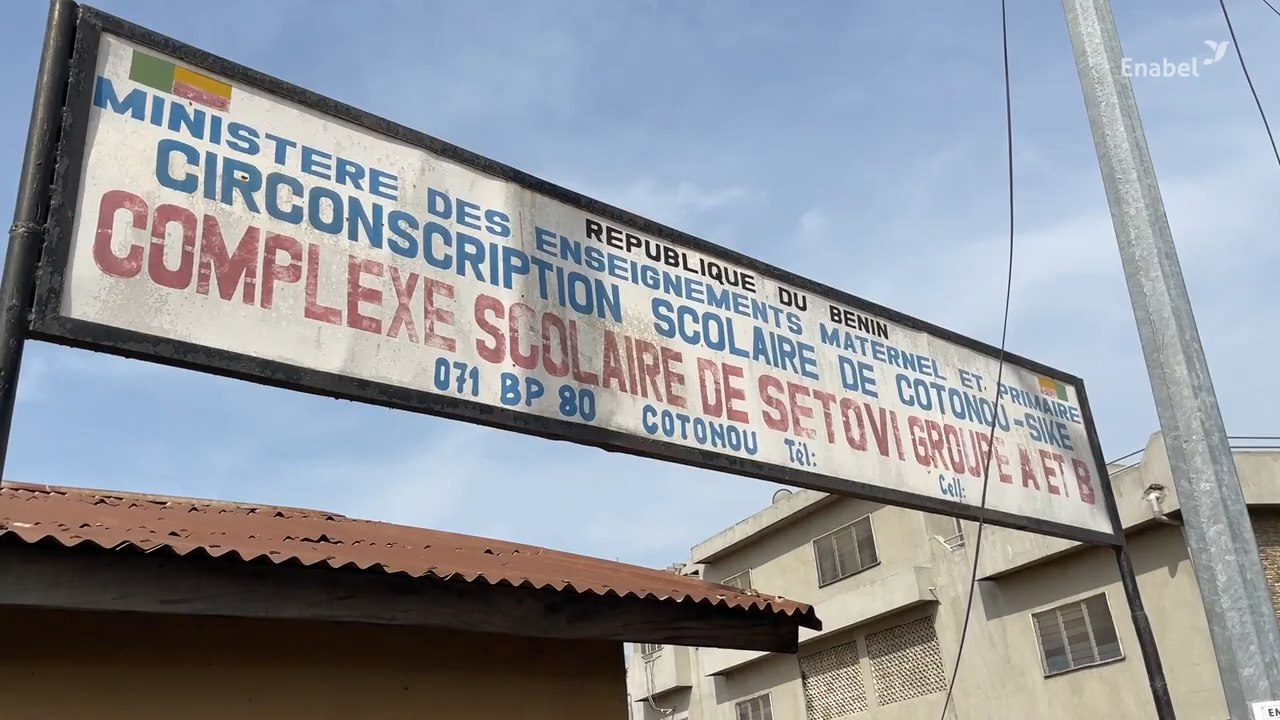 Enabel
REPUBLIQUE DU BENIN
MINISTERE DES ENSEIGNEMENTS MATERNEL ET PRIMAIRE
CIRCONSCRIPTION SCOLAIRE DE COTONOU-SIKE
COMPLEXE SCOLAIRE DE SETOVI GROUPE A ET B
071 BP 80 COTONOU Tél:
Cell: